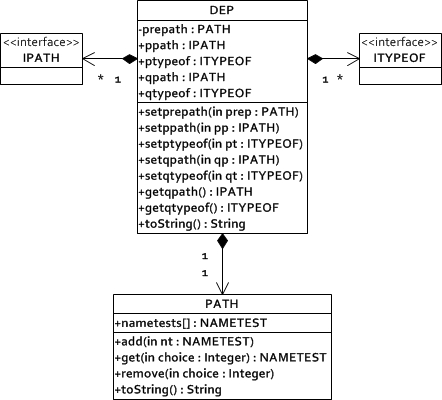 DEP
-prepath : PATH
+ppath : IPATH
+ptypeof : ITYPEOF
+qpath : IPATH
+qtypeof : ITYPEOF
+setprepath(in prep : PATH)
+setppath(in pp : IPATH)
+setptypeof(in pt : ITYPEOF)
+setqpath(in qp : IPATH)
+setqtypeof(in qt : ITYPEOF)
+getqpath() : IPATH
+getqtypeof() : ITYPEOF
+toString() : String
<<interface>>
IPATH
* 1
<<interface>>
ITYPEOF
1 *
1
1
PATH
+nametests[] : NAMETEST
+add(in nt : NAMETEST)
+get(in choice : Integer) : NAMETEST
+remove(in choice : Integer)
+toString() : String